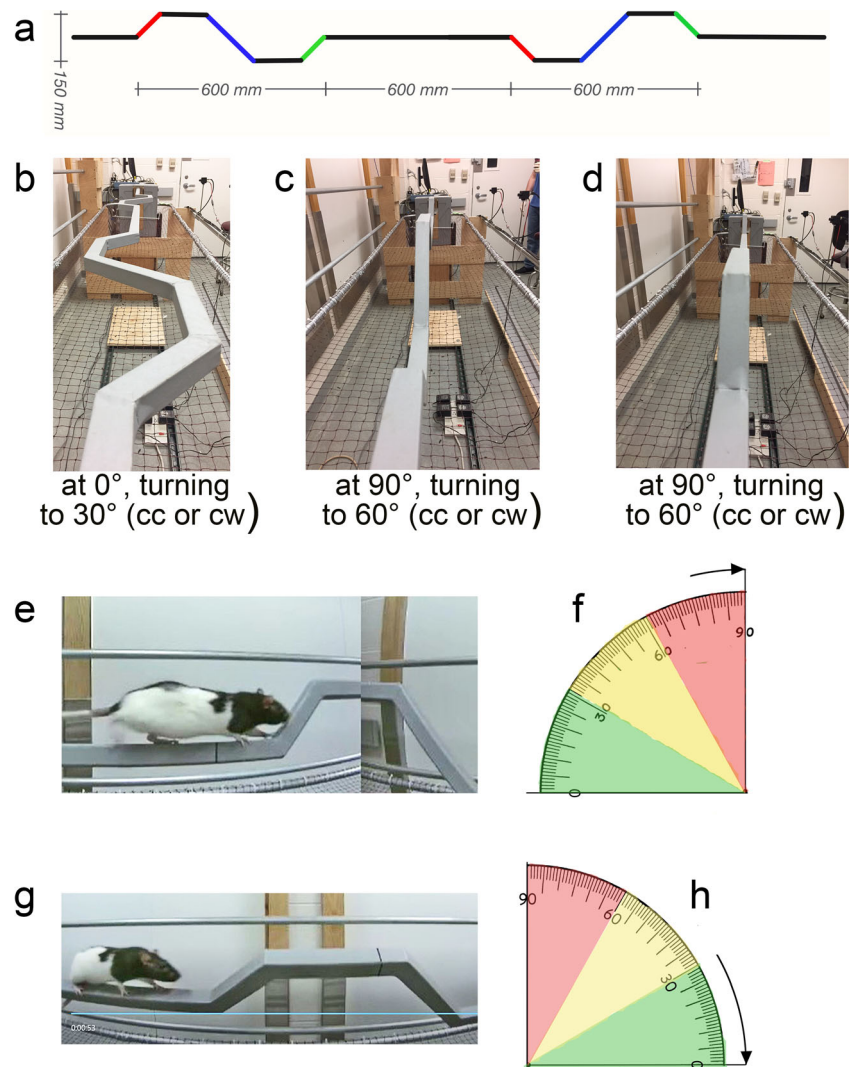 a
150 mm
600 mm
600 mm
600 mm
b
c
d
at 0°, turning
to 30° (cc or cw)
at 90°, turning
to 60° (cc or cw)
at 90°, turning
to 60° (cc or cw)
e
f
90
60
30
0
g
0:00:53
h
90
60
30
0